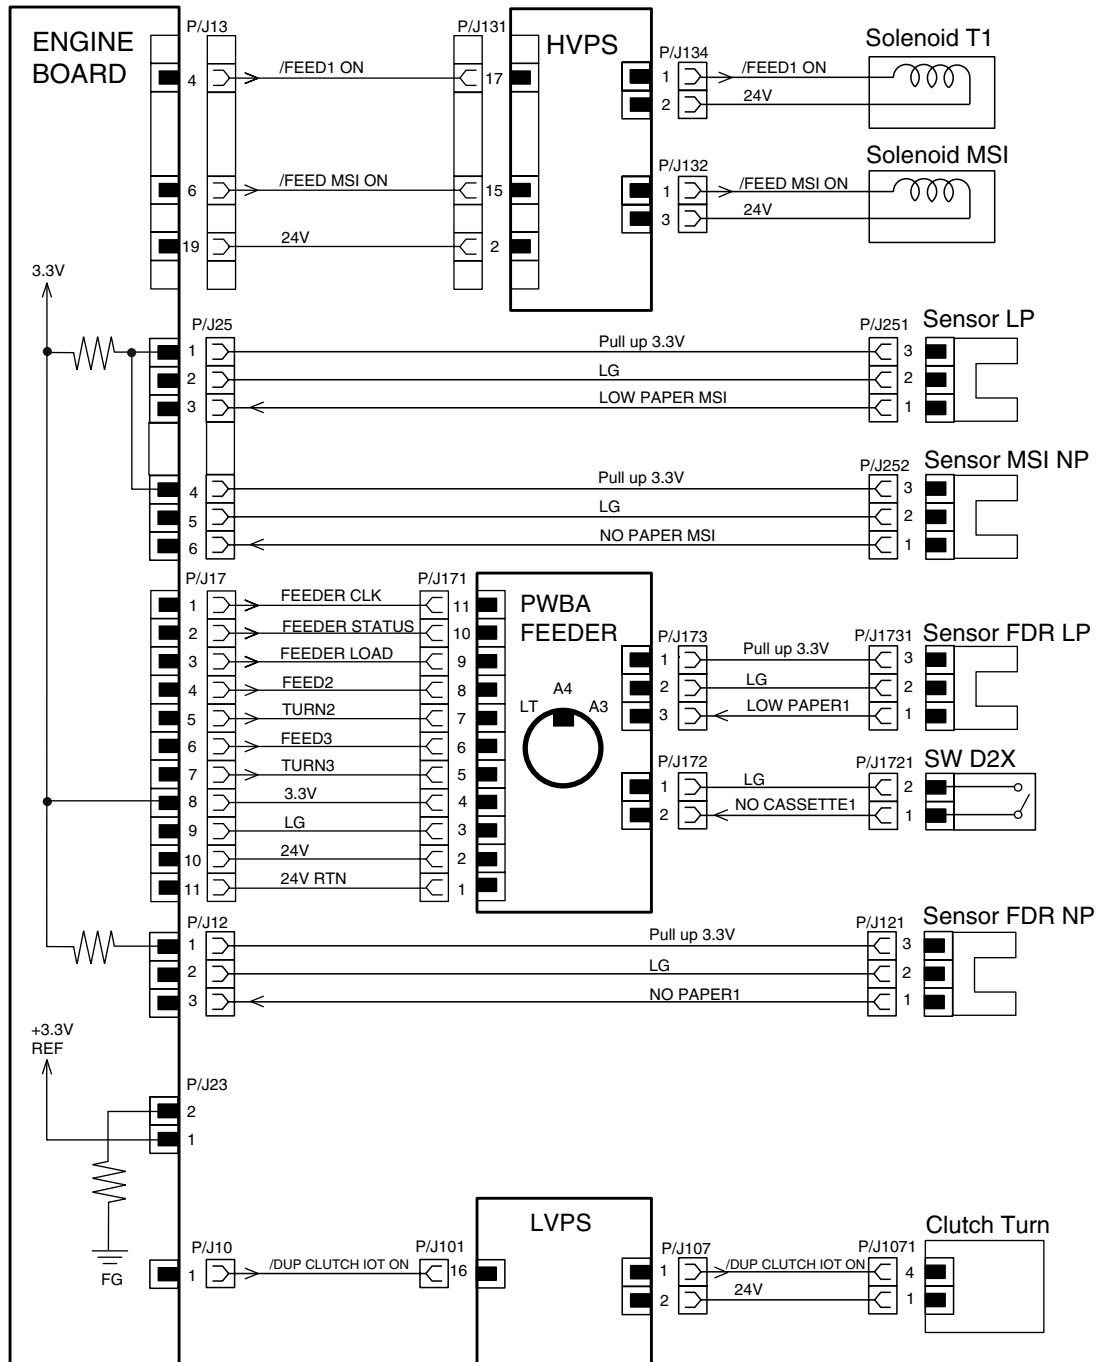 ENGINE
BOARD
P/J13
P/J131
HVPS
P/J134
Solenoid T1
4
/FEED1 ON
17
1
/FEED1 ON
2
24V
P/J132
Solenoid MSI
6
/FEED MSI ON
15
1
/FEED MSI ON
3
24V
19
24V
2
3.3V
P/J25
P/J251
Sensor LP
1
Pull up 3.3V
3
2
LG
2
3
LOW PAPER MSI
1
P/J252
Sensor MSI NP
4
Pull up 3.3V
3
5
LG
2
6
NO PAPER MSI
1
P/J17
P/J171
PWBA
FEEDER
1
FEEDER CLK
11
2
FEEDER STATUS
10
3
FEEDER LOAD
9
4
FEED2
8
5
TURN2
7
6
FEED3
6
7
TURN3
5
8
3.3V
4
9
LG
3
10
24V
2
11
24V RTN
1
LT
A4
A3
P/J173
P/J1731
Sensor FDR LP
1
Pull up 3.3V
3
2
LG
2
3
LOW PAPER1
1
P/J172
P/J1721
SW D2X
1
LG
2
2
NO CASSETTE1
1
P/J12
P/J121
Sensor FDR NP
1
Pull up 3.3V
3
2
LG
2
3
NO PAPER1
1
+3.3V
REF
P/J23
2
1
FG
P/J10
P/J101
LVPS
P/J107
P/J1071
Clutch Turn
1
/DUP CLUTCH IOT ON
16
1
/DUP CLUTCH IOT ON
4
2
24V
1